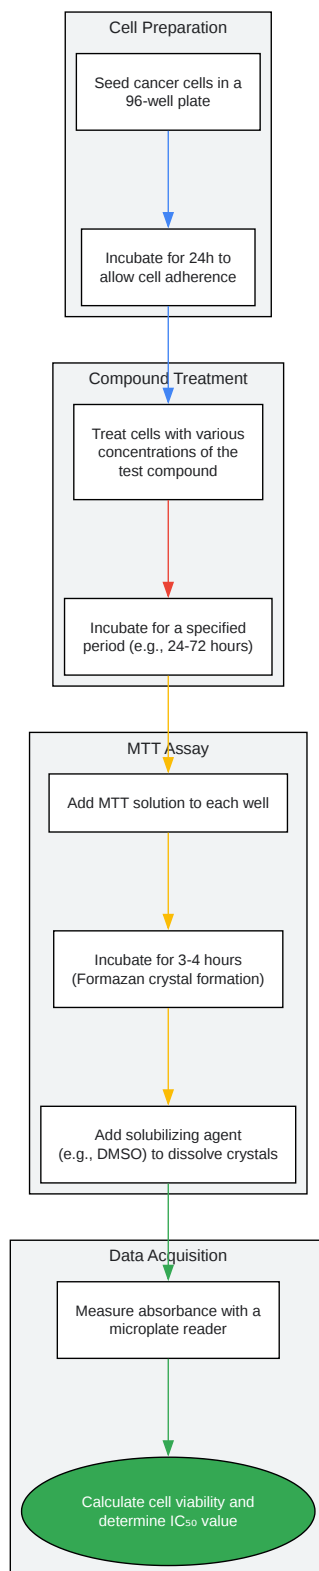 Cell Preparation
Seed cancer cells in a
96-well plate
Incubate for 24h to
allow cell adherence
Compound Treatment
Treat cells with various
concentrations of the
test compound
Incubate for a specified
period (e.g., 24-72 hours)
MTT Assay
Add MTT solution to each well
Incubate for 3-4 hours
(Formazan crystal formation)
Add solubilizing agent
(e.g., DMSO) to dissolve crystals
Data Acquisition
Measure absorbance with a
microplate reader
Calculate cell viability and
determine IC₅₀ value